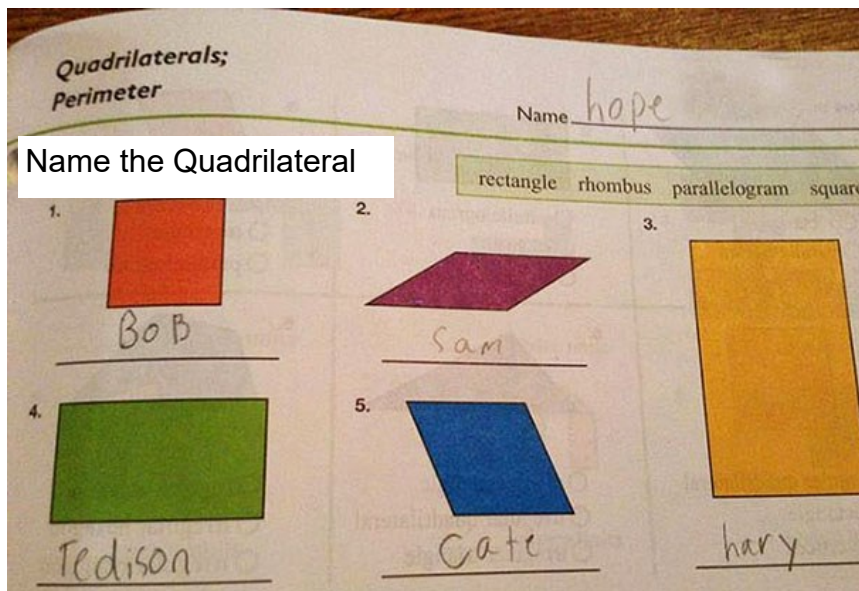 Quadrilaterals;
Perimeter
Name hope
Name the Quadrilateral
rectangle rhombus parallelogram square
1.
2.
3.
BOB
Sam
4.
5.
Tedison
Cate
hary